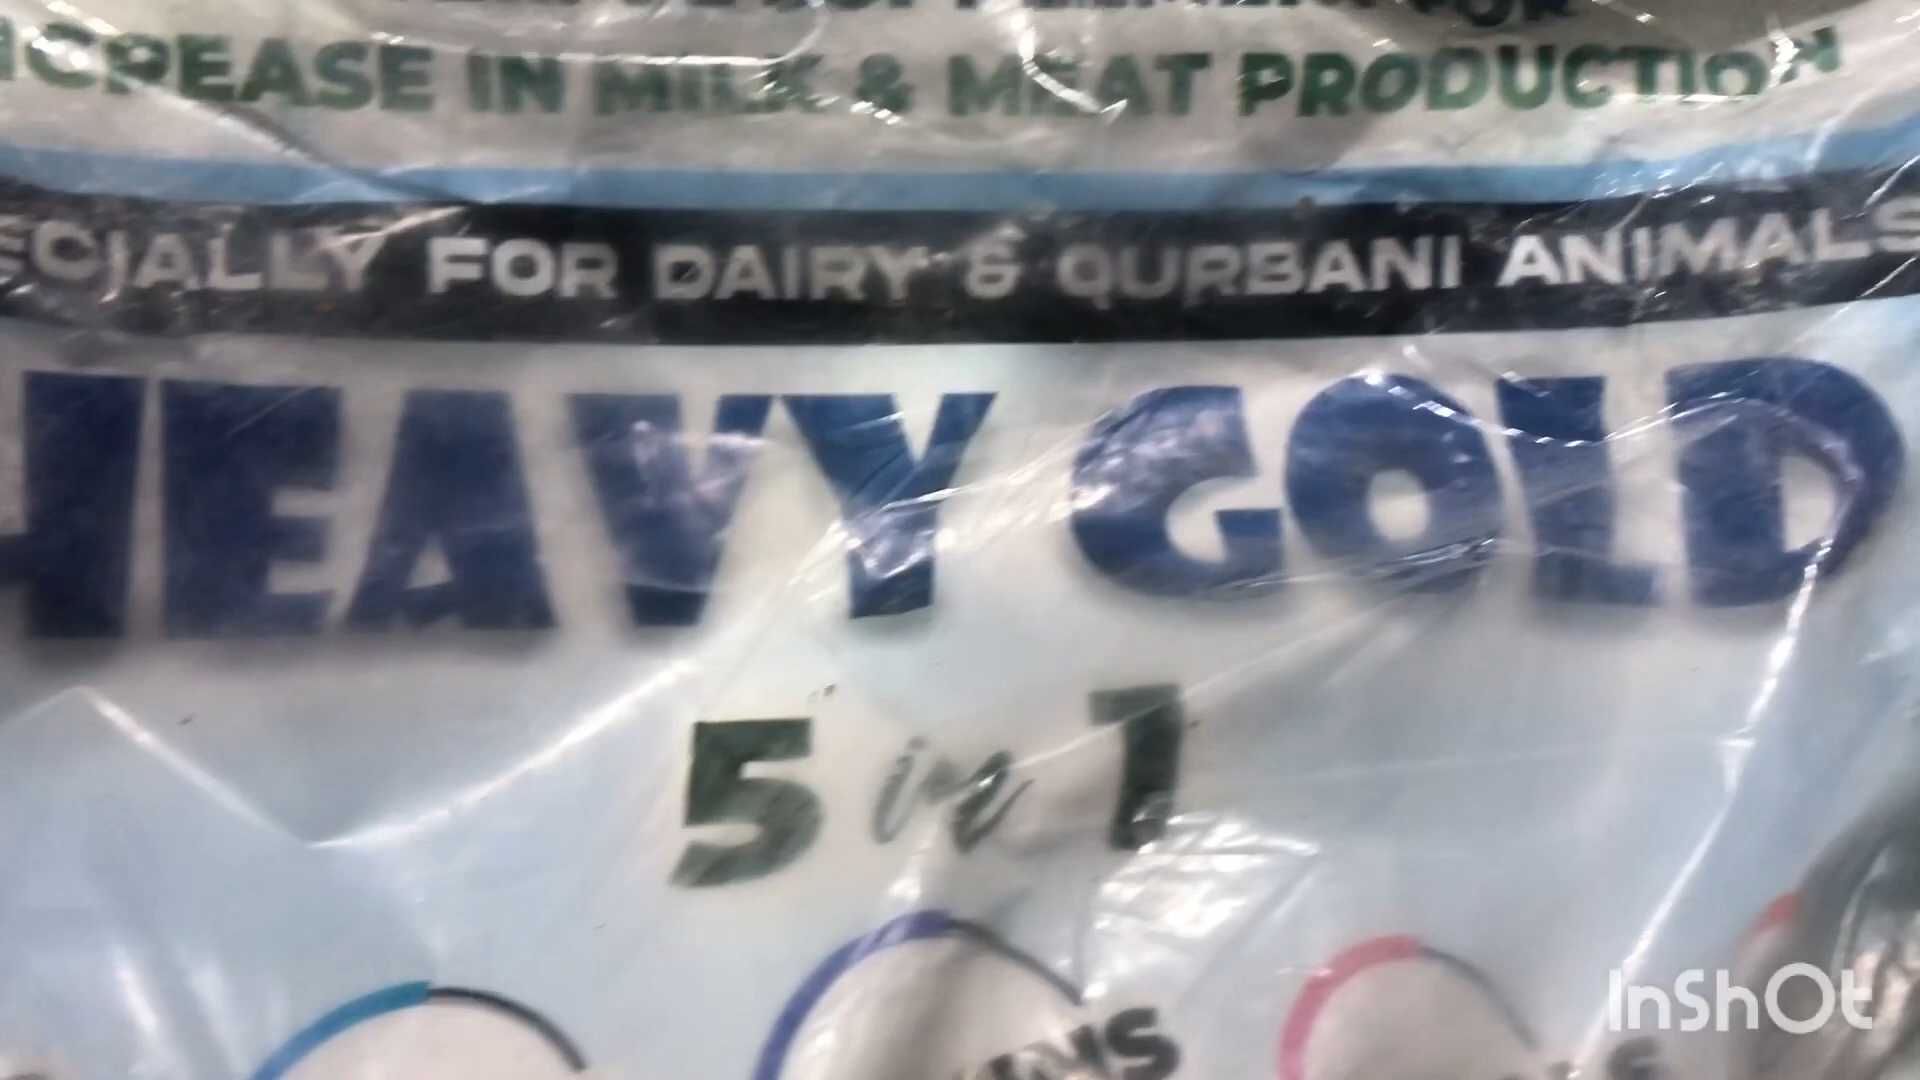 INCREASE IN MILK & MEAT PRODUCTION
ECIALLY FOR DAIRY & QURBANI ANIMALS
HEAVY GOLD
5 in 1
InShOt